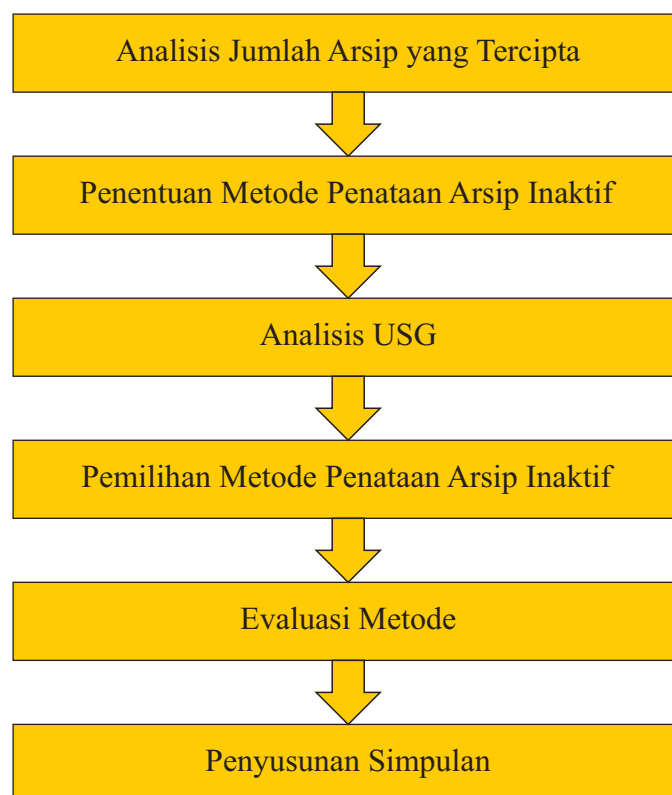 Analisis Jumlah Arsip yang Tercipta
Penentuan Metode Penataan Arsip Inaktif
Analisis USG
Pemilihan Metode Penataan Arsip Inaktif
Evaluasi Metode
Penyusunan Simpulan